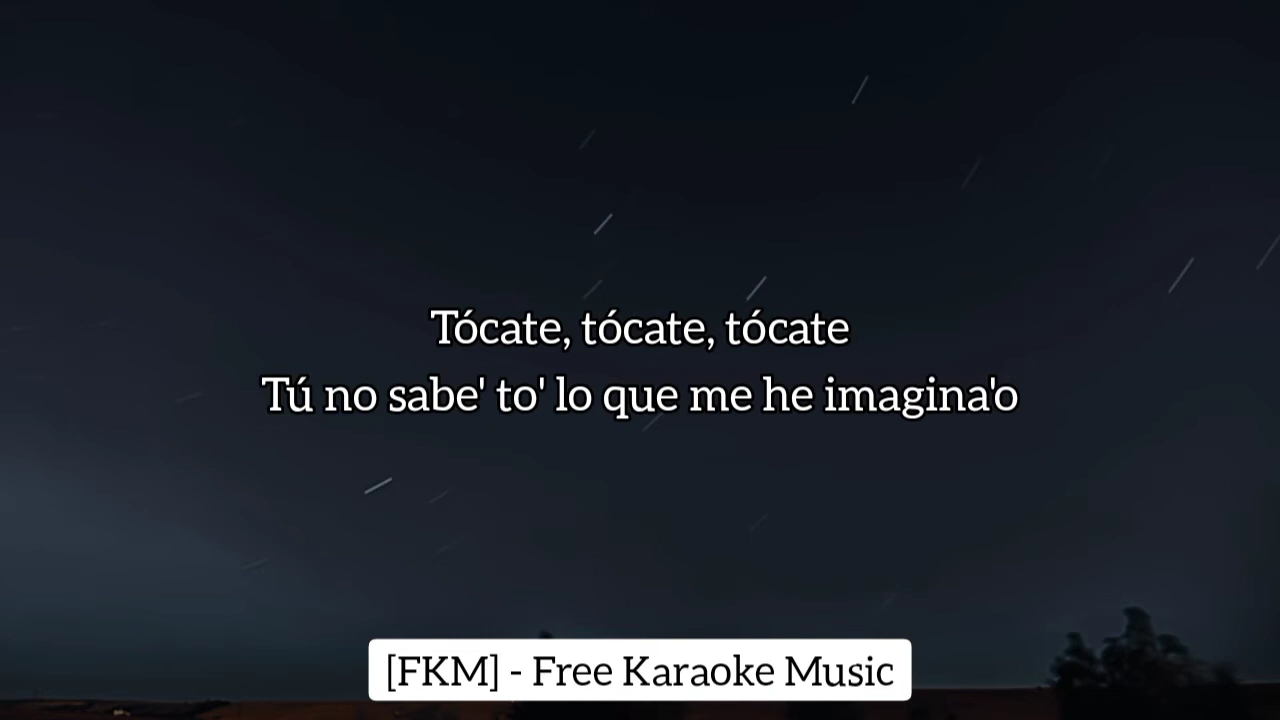 Tócate, tócate, tócate
Tú no sabe' to' lo que me he imagina'o
[FKM] - Free Karaoke Music